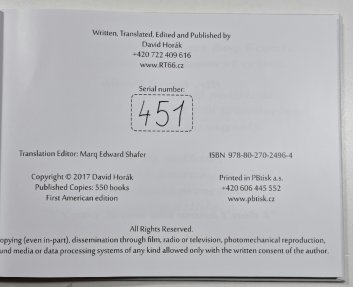 Written, Translated, Edited and Published by
David Horák
+420 722 409 616
www.RT66.cz
Serial number:
451
Translation Editor: Marq Edward Shafer
ISBN 978-80-270-2496-4
Copyright © 2017 David Horák
Published Copies: 550 books
First American edition
Printed in PBtisk a.s.
+420 606 445 552
www.pbtisk.cz
All Rights Reserved.
opying (even in-part), dissemination through film, radio or television, photomechanical reproduction,
und media or data processing systems of any kind allowed only with the written consent of the author.